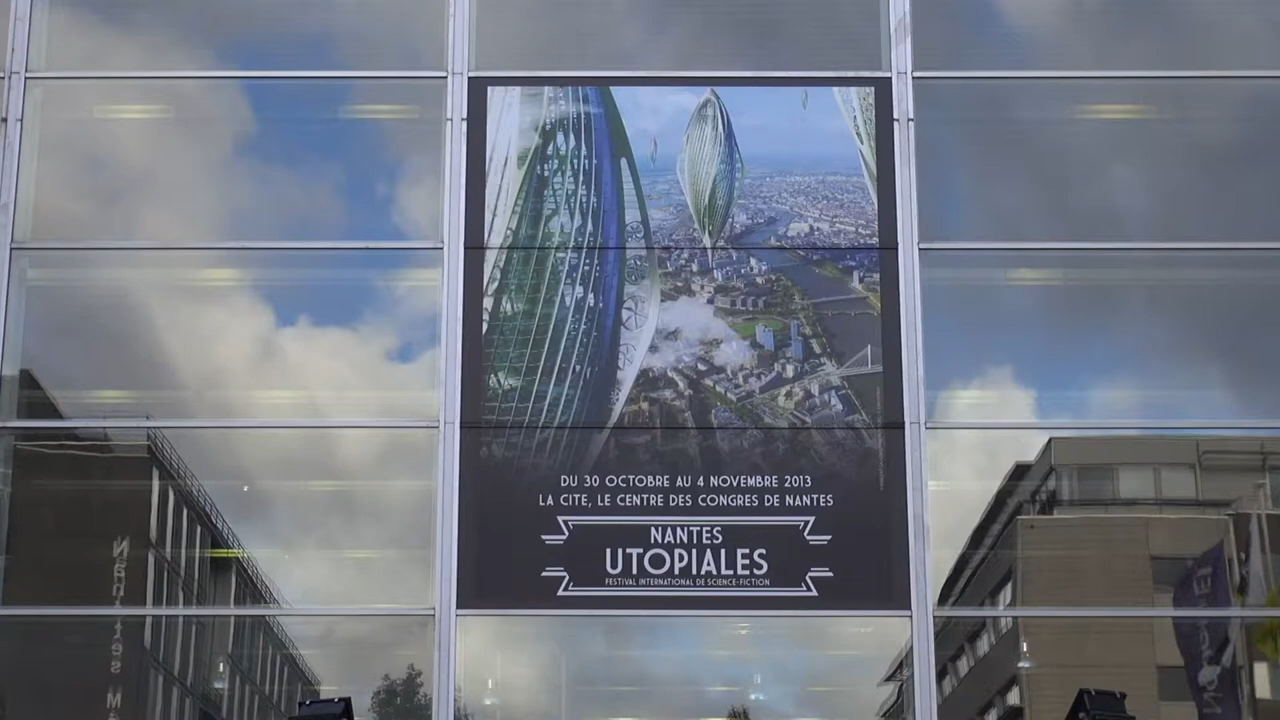 DU 30 OCTOBRE AU 4 NOVEMBRE 2013
LA CITE, LE CENTRE DES CONGRES DE NANTES
NANTES
UTOPIALES
FESTIVAL INTERNATIONAL DE SCIENCE-FICTION
Nantes